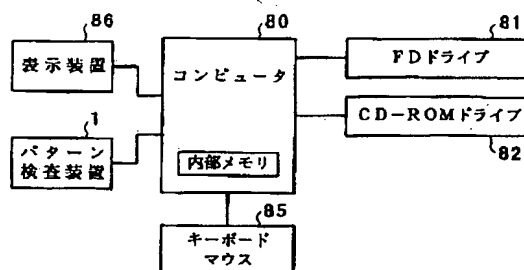 86
表示装置
1
パターン
検査装置
80
コンピュータ
内部メモリ
85
キーボード
マウス
81
FDドライブ
CD-ROMドライブ
82